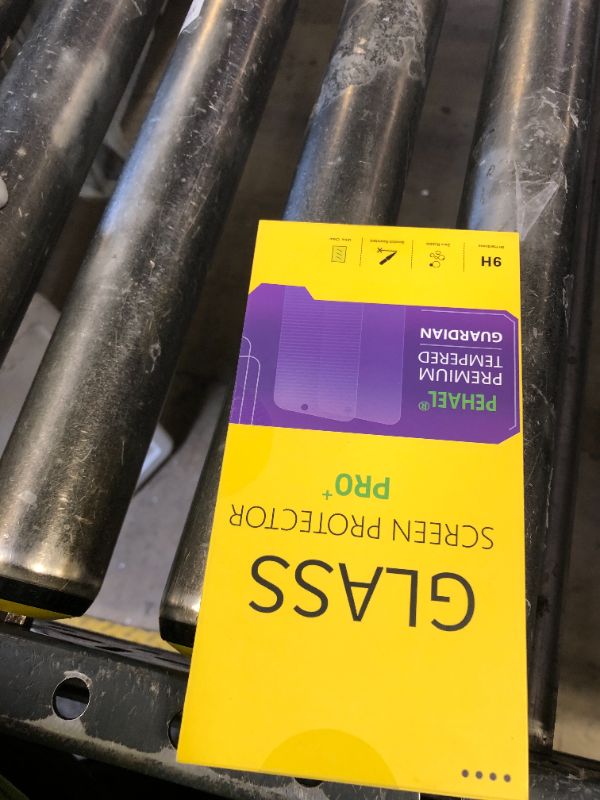 GLASS
SCREEN PROTECTOR
PRO+
PEHAEL®
PREMIUM
TEMPERED
GUARDIAN
9H